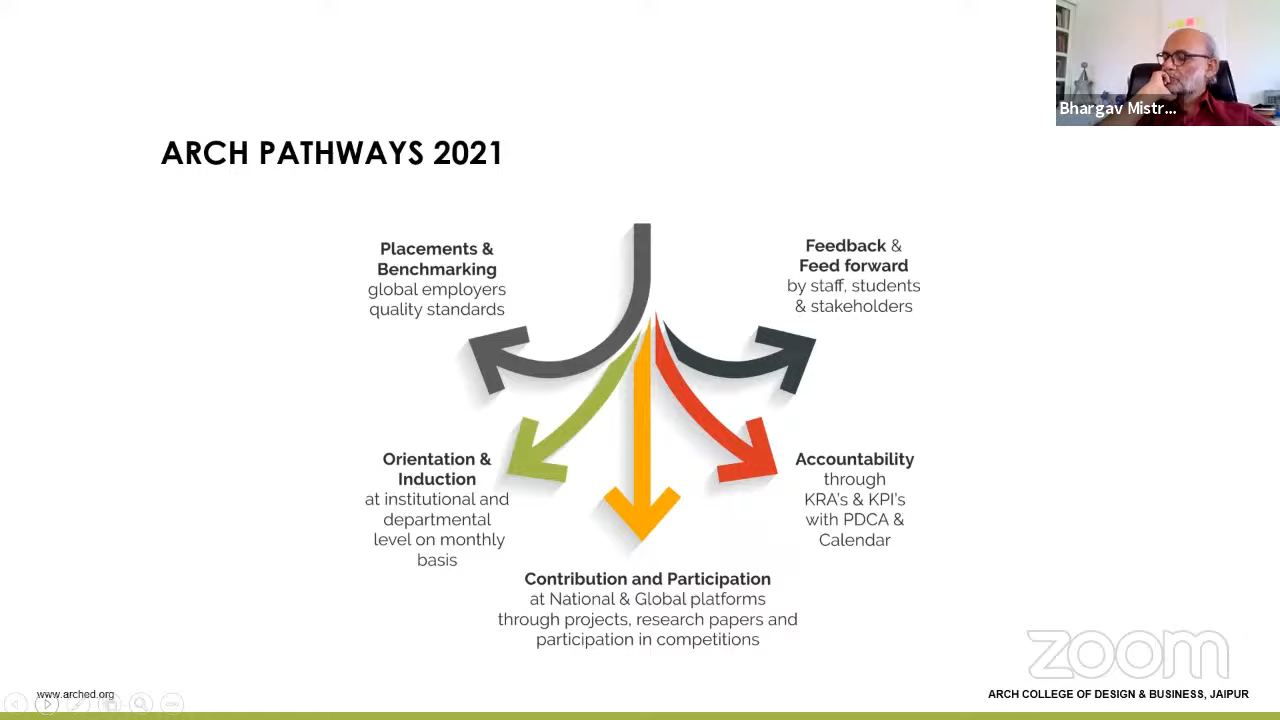 Bhargav Mistr...
ARCH PATHWAYS 2021
Placements &
Benchmarking
global employers
quality standards
Feedback &
Feed forward
by staff, students
& stakeholders
Orientation &
Induction
at institutional and
departmental
level on monthly
basis
Accountability
through
KRA's & KPI's
with PDCA &
Calendar
Contribution and Participation
at National & Global platforms
through projects, research papers and
participation in competitions
zoom
www.arched.org
ARCH COLLEGE OF DESIGN & BUSINESS, JAIPUR